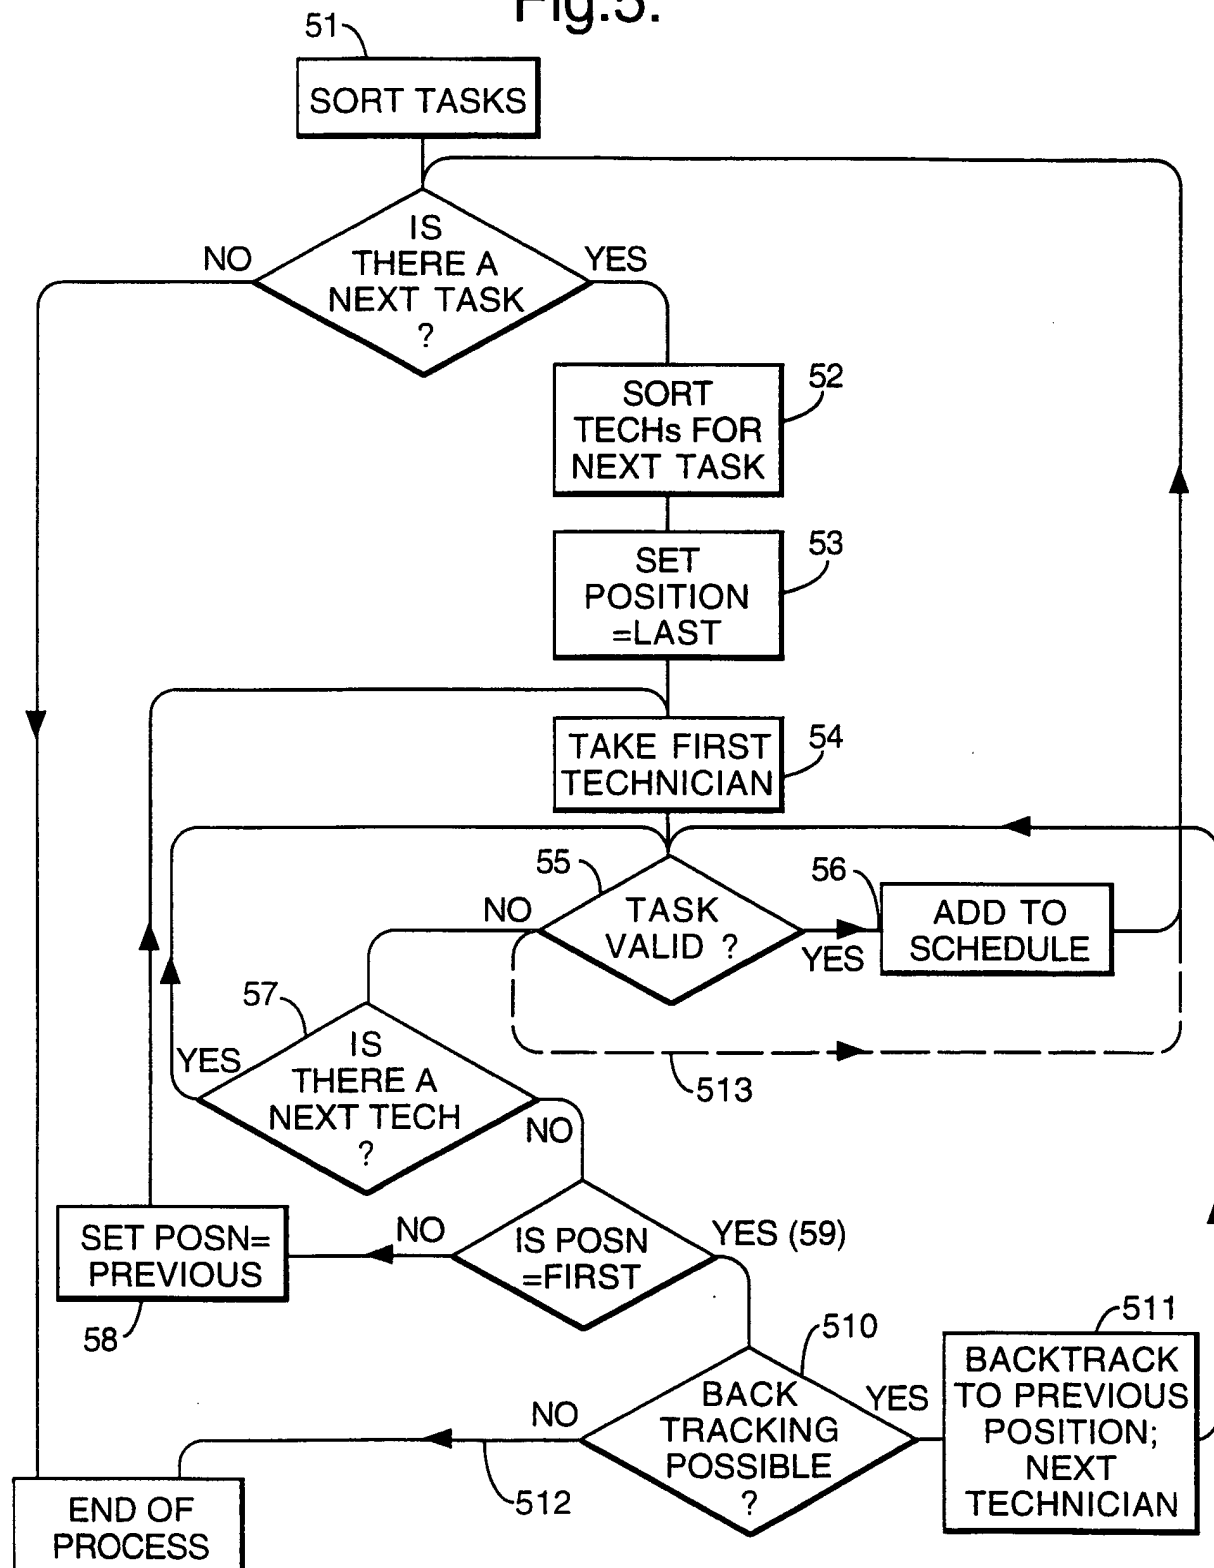 Fig.5.
51
SORT TASKS
IS
THERE A
NEXT TASK
?
NO
YES
52
SORT
TECHs FOR
NEXT TASK
53
SET
POSITION
=LAST
54
TAKE FIRST
TECHNICIAN
55
TASK
VALID ?
NO
YES
56
ADD TO
SCHEDULE
57
IS
THERE A
NEXT TECH
?
YES
NO
513
SET POSN=
PREVIOUS
58
NO
IS POSN
=FIRST
YES (59)
510
BACK
TRACKING
POSSIBLE
?
NO
YES
511
BACKTRACK
TO PREVIOUS
POSITION;
NEXT
TECHNICIAN
512
END OF
PROCESS